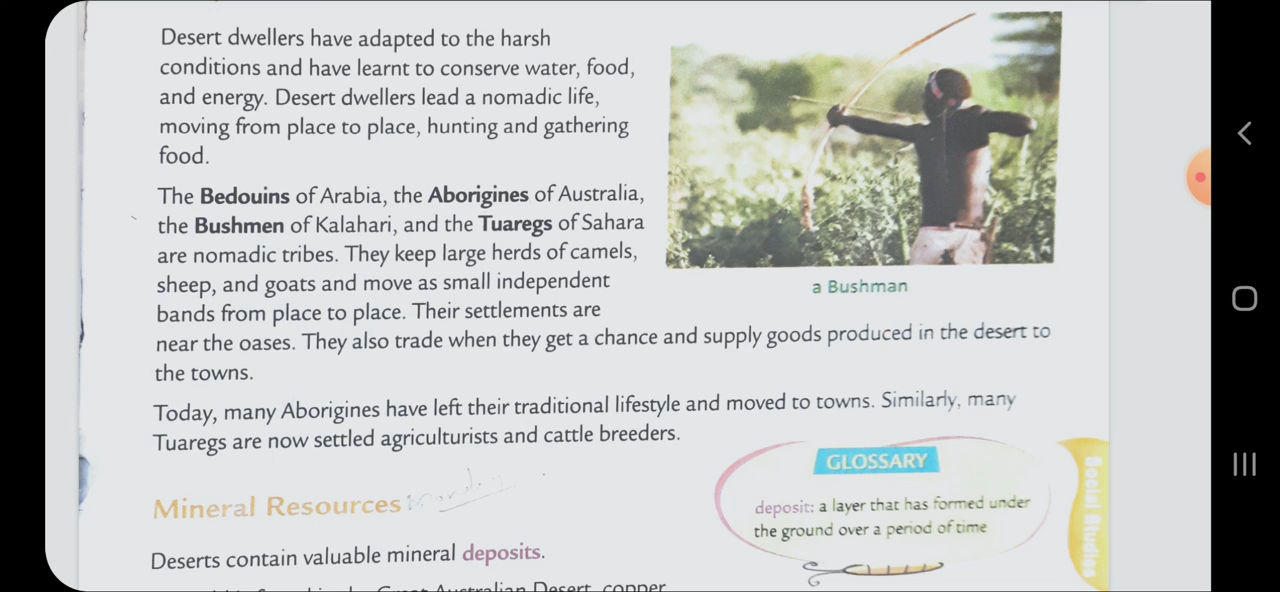 Desert dwellers have adapted to the harsh
conditions and have learnt to conserve water, food,
and energy. Desert dwellers lead a nomadic life,
moving from place to place, hunting and gathering
food.
The Bedouins of Arabia, the Aborigines of Australia,
the Bushmen of Kalahari, and the Tuaregs of Sahara
are nomadic tribes. They keep large herds of camels,
sheep, and goats and move as small independent
bands from place to place. Their settlements are
near the oases. They also trade when they get a chance and supply goods produced in the desert to
the towns.
a Bushman
Today, many Aborigines have left their traditional lifestyle and moved to towns. Similarly, many
Tuaregs are now settled agriculturists and cattle breeders.
Mineral Resources Monday
Deserts contain valuable mineral deposits.
Great Australian Desert, copper
GLOSSARY
deposit: a layer that has formed under
the ground over a period of time
Social Studies